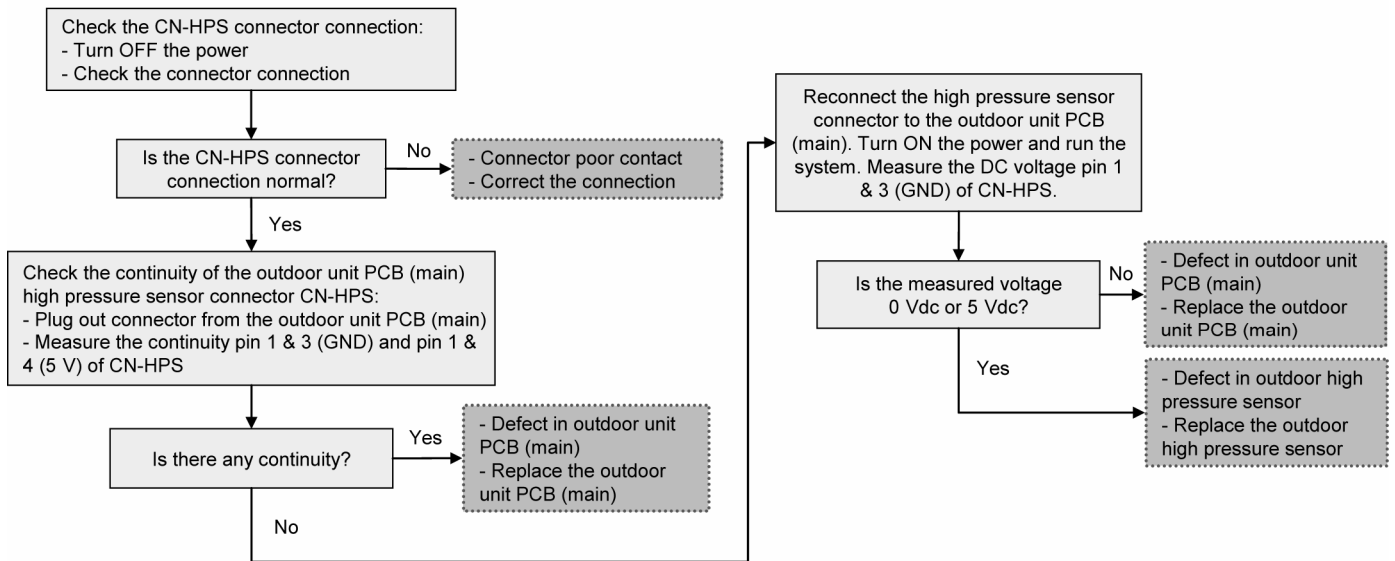 Check the CN-HPS connector connection:
- Turn OFF the power
- Check the connector connection
Is the CN-HPS connector
connection normal?
No
- Connector poor contact
- Correct the connection
Yes
Check the continuity of the outdoor unit PCB (main)
high pressure sensor connector CN-HPS:
- Plug out connector from the outdoor unit PCB (main)
- Measure the continuity pin 1 & 3 (GND) and pin 1 &
4 (5 V) of CN-HPS
Is there any continuity?
Yes
- Defect in outdoor unit
PCB (main)
- Replace the outdoor
unit PCB (main)
No
Reconnect the high pressure sensor
connector to the outdoor unit PCB
(main). Turn ON the power and run the
system. Measure the DC voltage pin 1
& 3 (GND) of CN-HPS.
Is the measured voltage
0 Vdc or 5 Vdc?
No
- Defect in outdoor unit
PCB (main)
- Replace the outdoor
unit PCB (main)
Yes
- Defect in outdoor high
pressure sensor
- Replace the outdoor
high pressure sensor